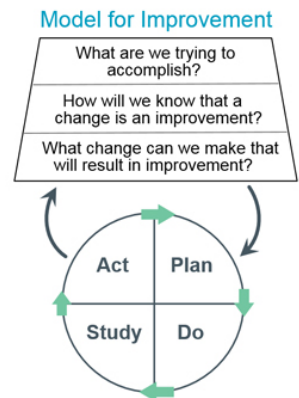 Model for Improvement
What are we trying to
accomplish?
How will we know that a
change is an improvement?
What change can we make that
will result in improvement?
Act
Plan
Study
Do